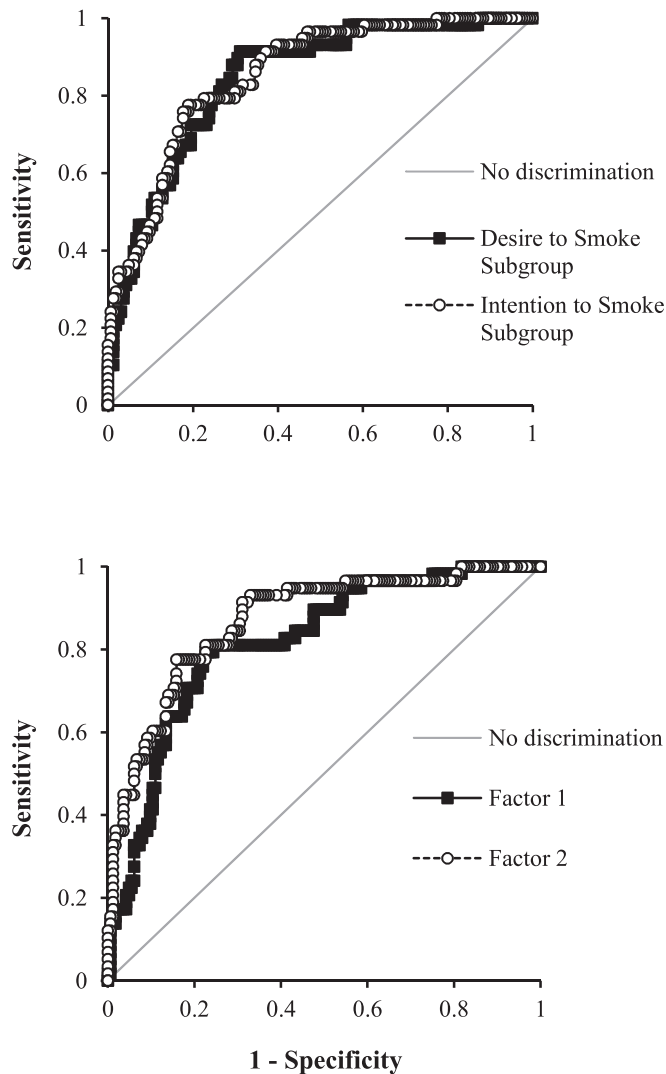 1
0.8
0.6
0.4
0.2
0
Sensitivity
0 0.2 0.4 0.6 0.8 1
No discrimination
Desire to Smoke
Subgroup
Intention to Smoke
Subgroup
1
0.8
0.6
0.4
0.2
0
Sensitivity
0 0.2 0.4 0.6 0.8 1
No discrimination
Factor 1
Factor 2
1 - Specificity